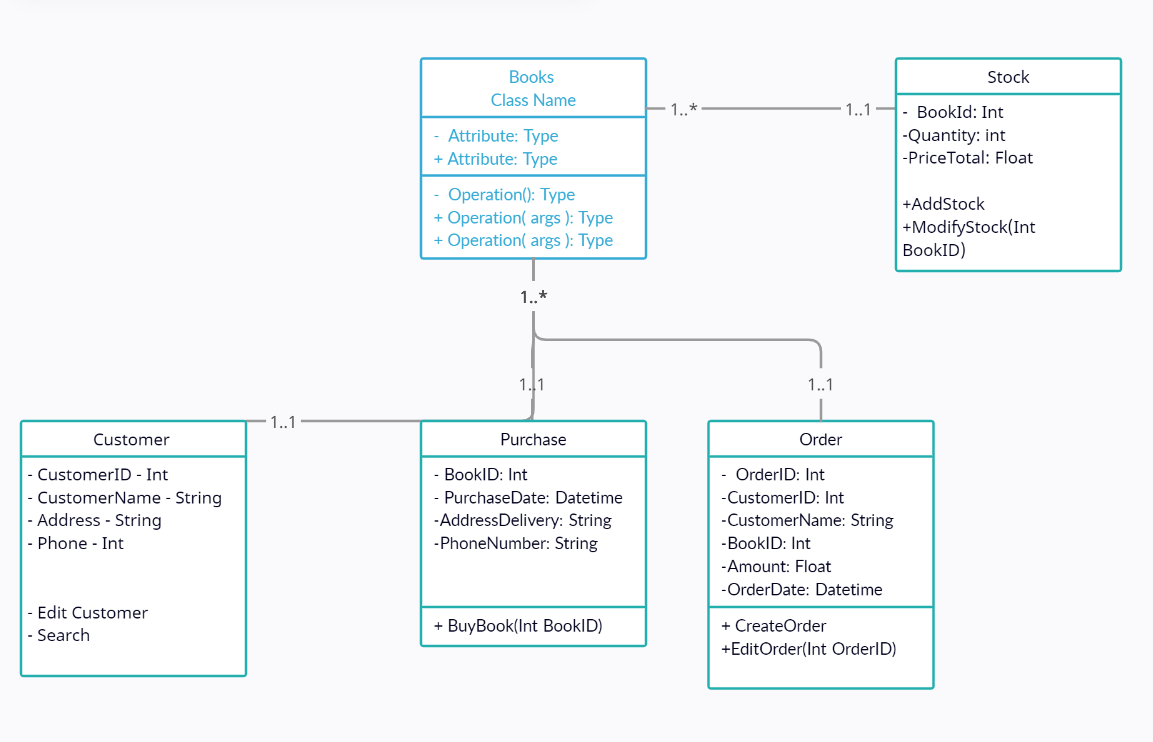 Books
Class Name
-  Attribute: Type
+ Attribute: Type
-  Operation(): Type
+ Operation( args ): Type
+ Operation( args ): Type
1..*
1..1
Stock
-  BookId: Int
-Quantity: int
-PriceTotal: Float
+AddStock
+ModifyStock(Int
BookID)
1..*
1..1
1..1
1..1
Customer
- CustomerID - Int
- CustomerName - String
- Address - String
- Phone - Int
- Edit Customer
- Search
Purchase
- BookID: Int
- PurchaseDate: Datetime
-AddressDelivery: String
-PhoneNumber: String
+ BuyBook(Int BookID)
Order
-  OrderID: Int
-CustomerID: Int
-CustomerName: String
-BookID: Int
-Amount: Float
-OrderDate: Datetime
+ CreateOrder
+EditOrder(Int OrderID)